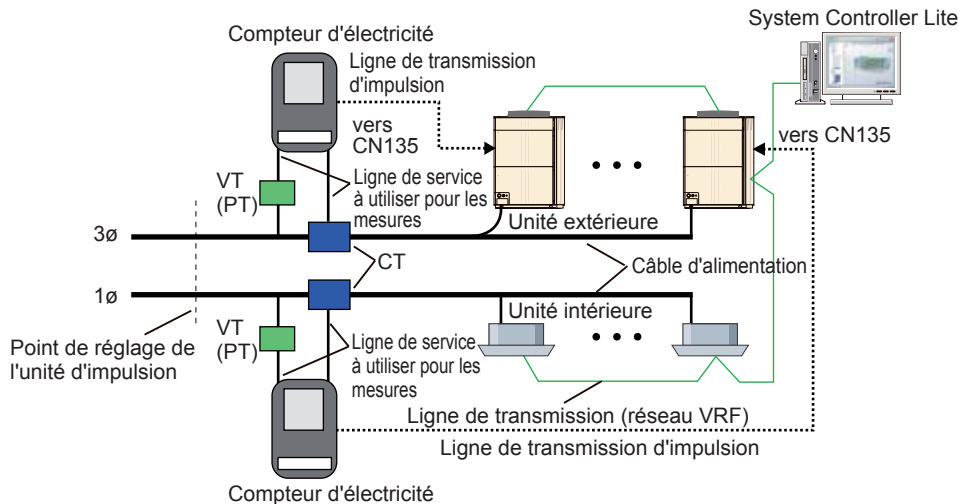 System Controller Lite
Compteur d'électricité
Ligne de transmission
d'impulsion
vers
CN135
vers CN135
VT
(PT)
Ligne de service
à utiliser pour les
mesures
Unité extérieure
3ø
CT
Câble d'alimentation
1ø
Unité intérieure
VT
(PT)
Point de réglage de
l'unité d'impulsion
Ligne de service
à utiliser pour les
mesures
Ligne de transmission (réseau VRF)
Ligne de transmission d'impulsion
Compteur d'électricité